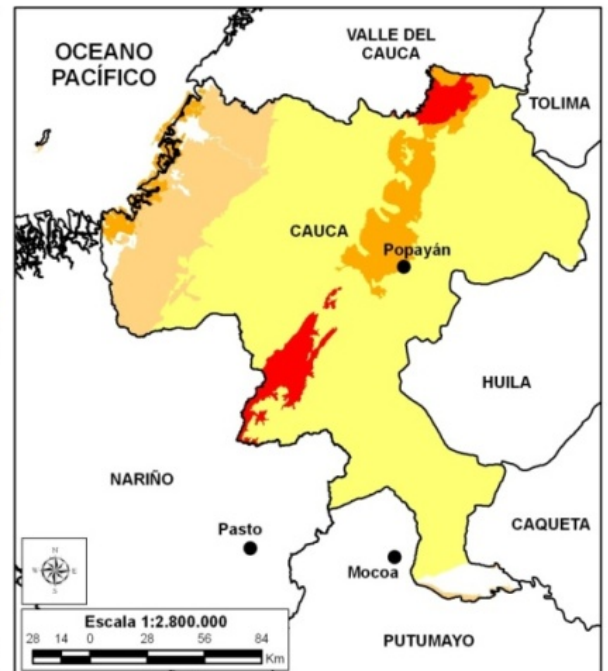 OCEANO
PACÍFICO
VALLE DEL
CAUCA
TOLIMA
CAUCA
Popayán
HUILA
NARIÑO
CAQUETA
Pasto
Mocoa
N
W E
S
Escala 1:2.800.000
28 14 0 28 56 84
Km
PUTUMAYO